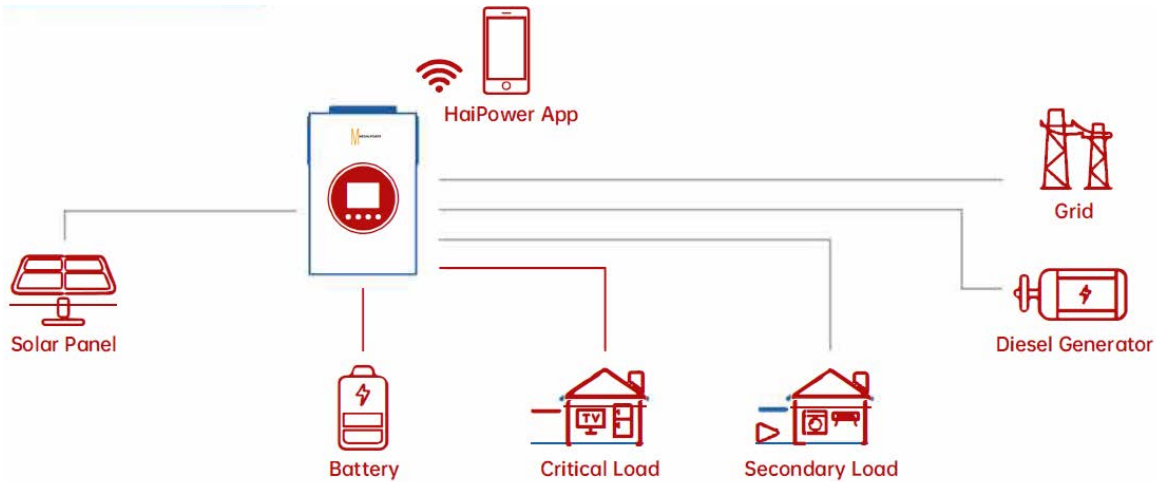 HaiPower App
Grid
Solar Panel
Diesel Generator
TV
Battery
Critical Load
Secondary Load